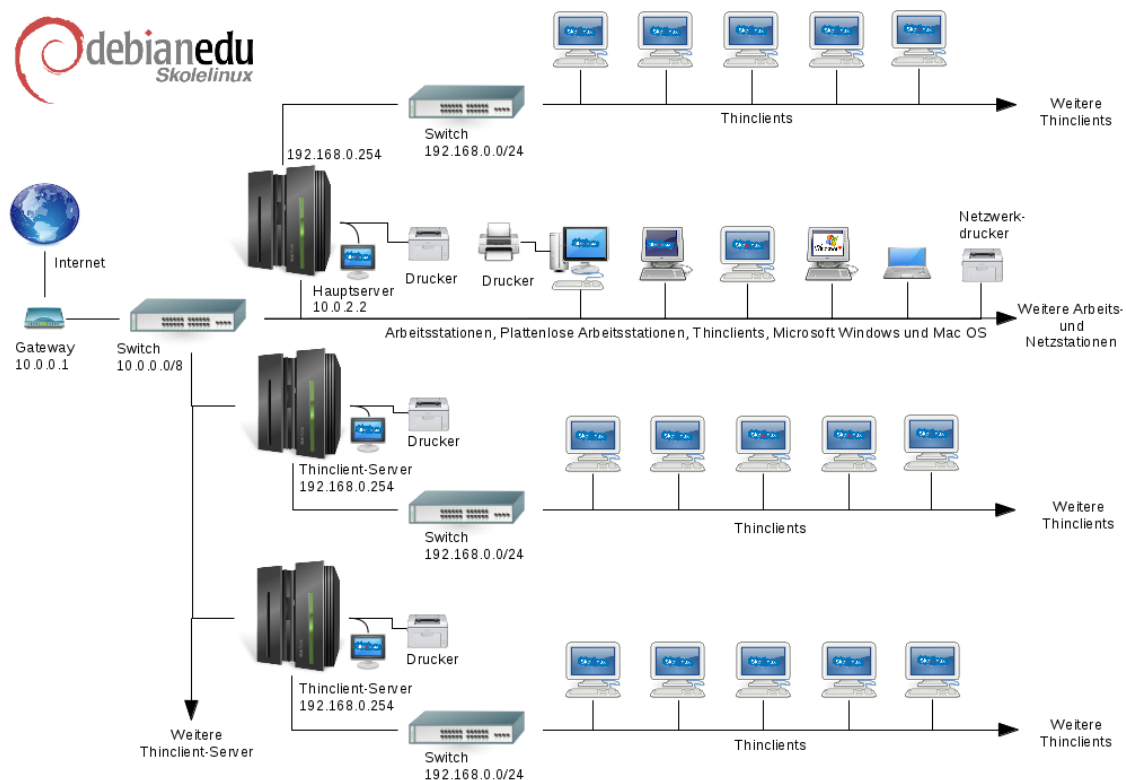 debianedu
Skolelinux
Switch
192.168.0.0/24
Thinclients
Weitere
Thinclients
192.168.0.254
Internet
Hauptserver
10.0.2.2
Drucker
Drucker
Netzwerk-
drucker
Gateway
10.0.0.1
Switch
10.0.0.0/8
Arbeitsstationen, Plattenlose Arbeitsstationen, Thinclients, Microsoft Windows und Mac OS
Weitere Arbeits-
und
Netzstationen
Drucker
Thinclient-Server
192.168.0.254
Switch
192.168.0.0/24
Thinclients
Weitere
Thinclients
Drucker
Thinclient-Server
192.168.0.254
Switch
192.168.0.0/24
Thinclients
Weitere
Thinclients
Weitere
Thinclient-Server